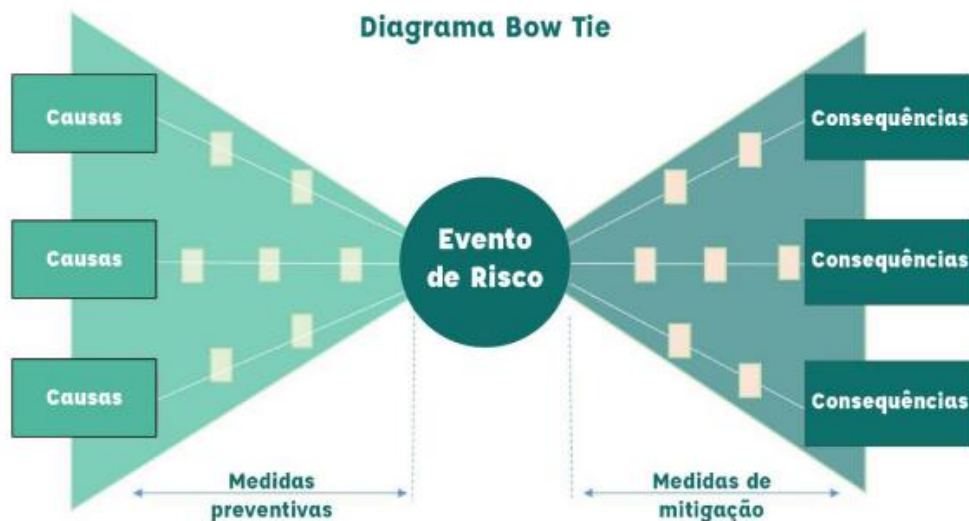 Diagrama Bow Tie
Causas
Consequências
Causas
Evento
de Risco
Consequências
Causas
Consequências
Medidas
preventivas
Medidas de
mitigação